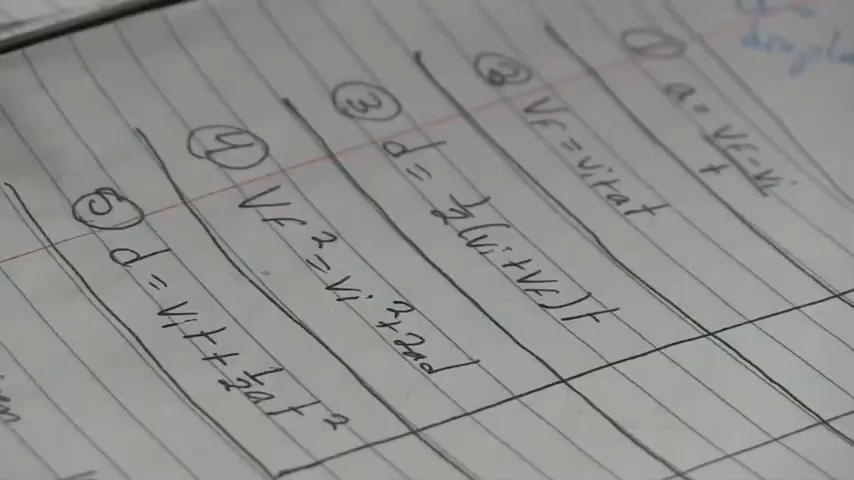 ① a = vf-vi/t
② vf = vi+at
③ d = 1/2(vi+vf)t
④ vf² = vi²+2ad
⑤ d = vit + 1/2at²